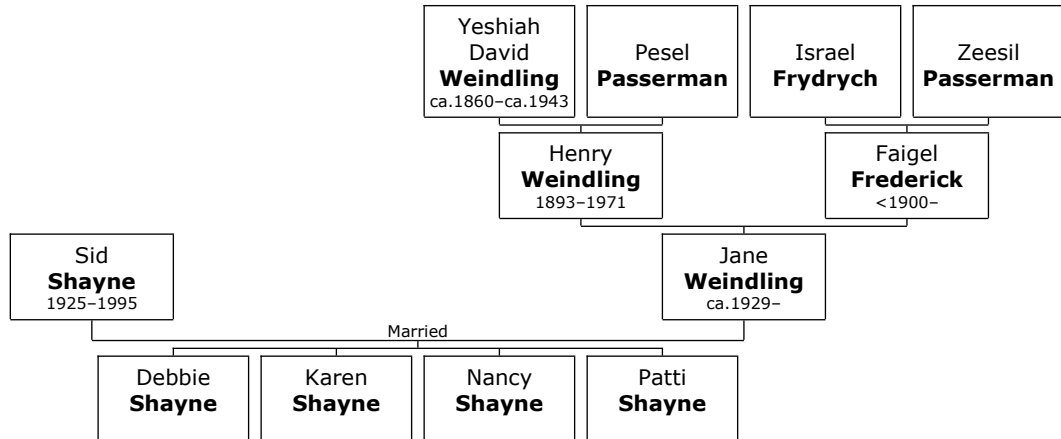 Yeshiah
David
Weindling
ca.1860–ca.1943
Pesel
Passerman
Israel
Frydrych
Zeesil
Passerman
Henry
Weindling
1893–1971
Faigel
Frederick
<1900–
Sid
Shayne
1925–1995
Jane
Weindling
ca.1929–
Married
Debbie
Shayne
Karen
Shayne
Nancy
Shayne
Patti
Shayne